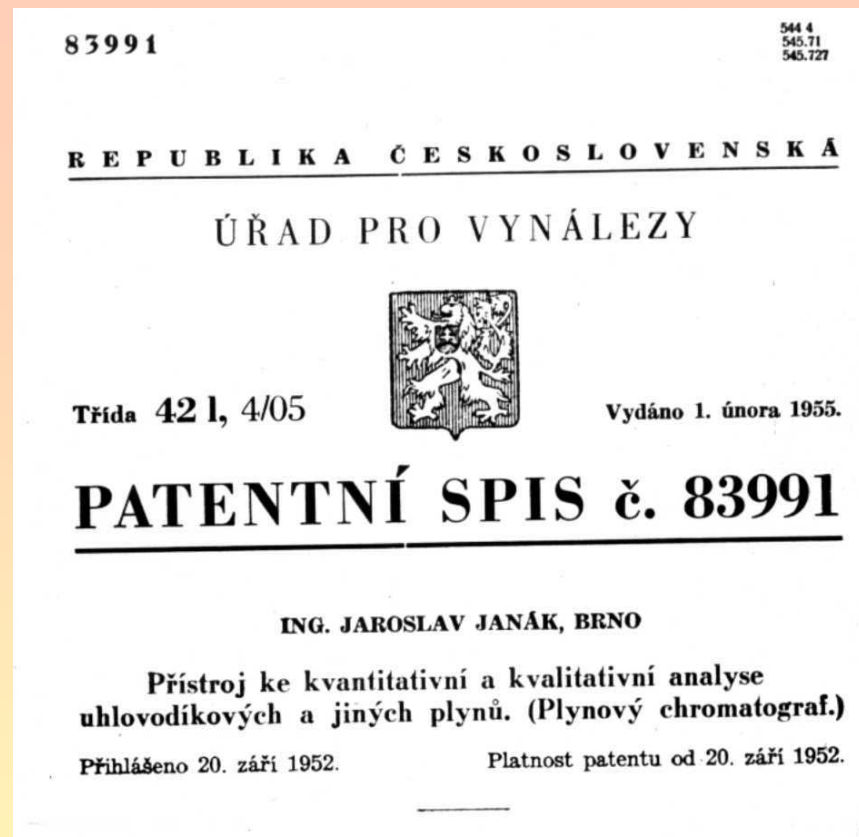 83991
544 4
545.71
545.727
REPUBLIKA ČESKOSLOVENSKÁ
ÚŘAD PRO VYNÁLEZY
Třída 42 l, 4/05
Vydáno 1. února 1955.
PATENTNÍ SPIS č. 83991
ING. JAROSLAV JANÁK, BRNO
Přístroj ke kvantitativní a kvalitativní analyse
uhlovodíkových a jiných plynů. (Plynový chromatograf.)
Přihlášeno 20. září 1952.
Platnost patentu od 20. září 1952.